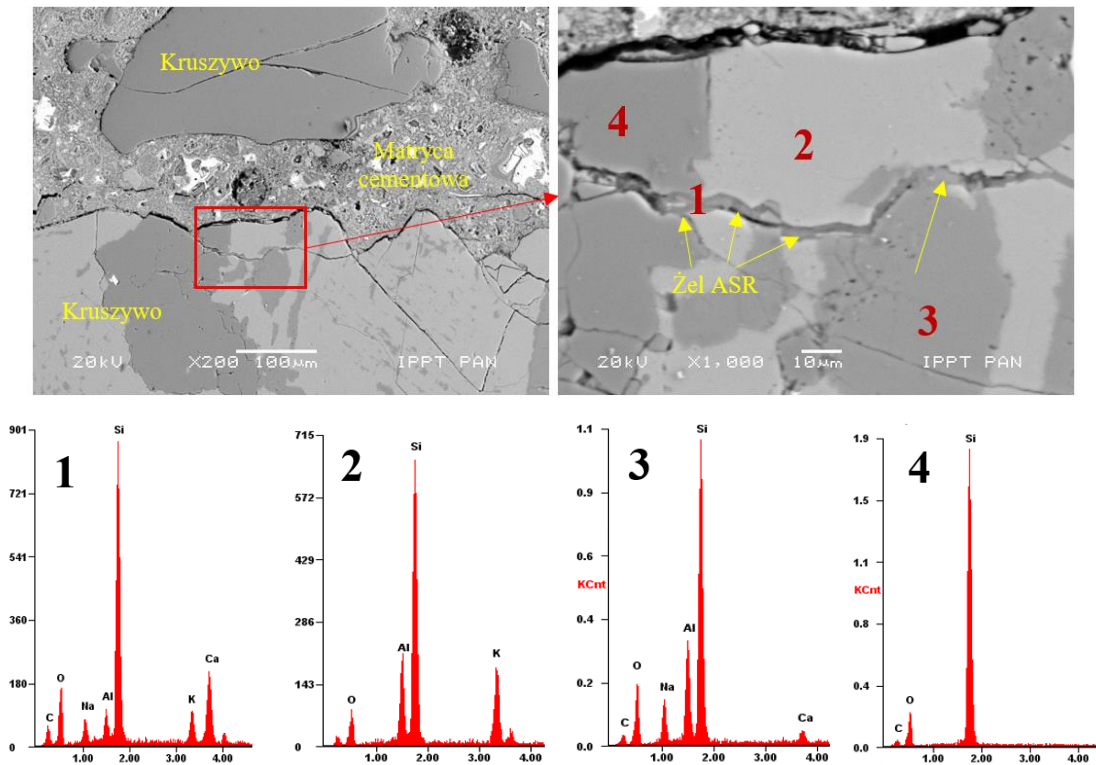 Kruszywo
Matryca
cementowa
Kruszywo
20kV X200 100µm IPPT PAN
4
2
1
Żel ASR
3
20kV X1,000 10µm IPPT PAN
901
721
541
360
180
0
1
C
O
Na
Al
Si
K
Ca
1.00 2.00 3.00 4.00
715
572
429
286
143
0
2
O
Al
Si
K
1.00 2.00 3.00 4.00
1.1
0.9
0.6
KCnt
0.4
0.2
0.0
3
C
O
Na
Al
Si
Ca
1.00 2.00 3.00 4.00
1.9
1.5
1.1
KCnt
0.8
0.4
0.0
4
C
O
Si
1.00 2.00 3.00 4.00